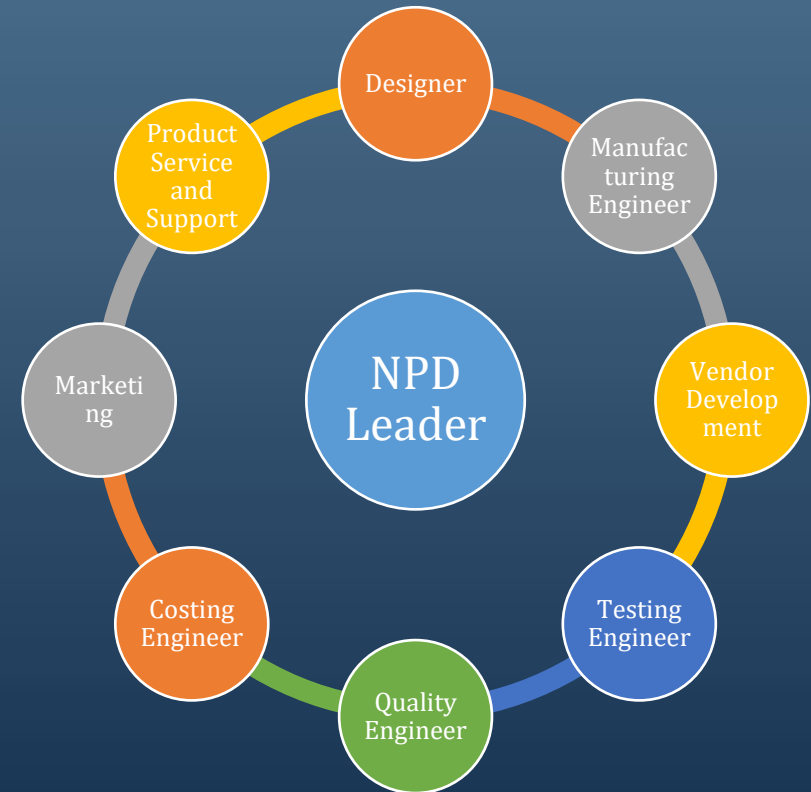 Designer
Manufac
turing
Engineer
Vendor
Develop
ment
Testing
Engineer
Quality
Engineer
Costing
Engineer
Marketi
ng
Product
Service
and
Support
NPD
Leader